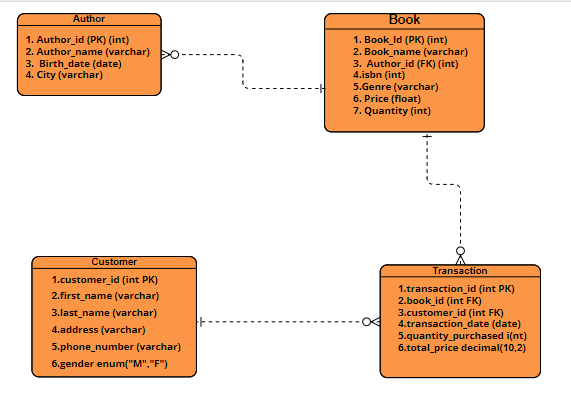 Author
1. Author_id (PK) (int)
2. Author_name (varchar)
3. Birth_date (date)
4. City (varchar)
Book
1. Book_Id (PK) (int)
2. Book_name (varchar)
3. Author_id (FK) (int)
4.isbn (int)
5.Genre (varchar)
6. Price (float)
7. Quantity (int)
Customer
1.customer_id (int PK)
2.first_name (varchar)
3.last_name (varchar)
4.address (varchar)
5.phone_number (varchar)
6.gender enum("M","F")
Transaction
1.transaction_id (int PK)
2.book_id (int FK)
3.customer_id (int FK)
4.transaction_date (date)
5.quantity_purchased i(nt)
6.total_price decimal(10,2)